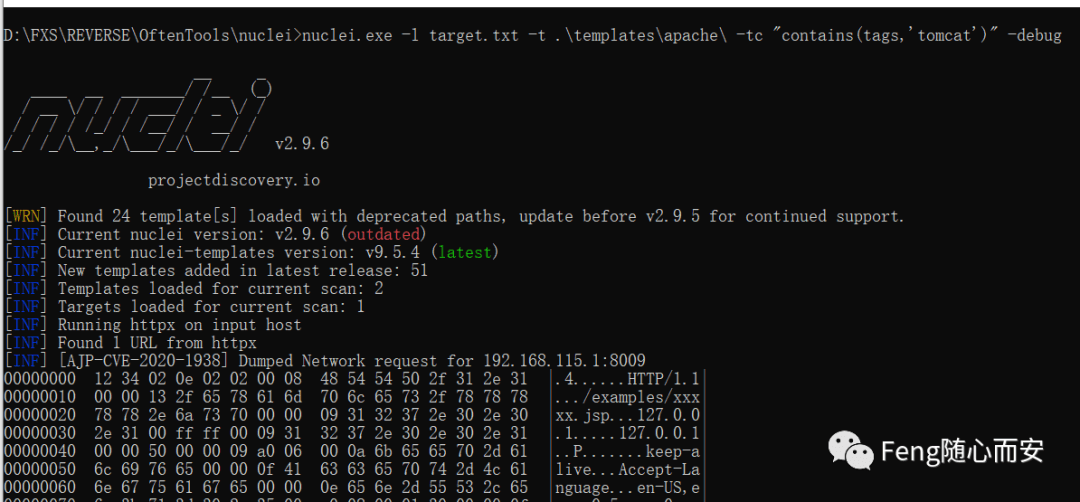 D:\FXS\REVERSE\OftenTools\nuclei>nuclei.exe -l target.txt -t .\templates\apache\ -tc "contains(tags,'tomcat')" -debug
nuclei v2.9.6
projectdiscovery.io
[WRN] Found 24 template[s] loaded with deprecated paths, update before v2.9.5 for continued support.
[INF] Current nuclei version: v2.9.6 (outdated)
[INF] Current nuclei-templates version: v9.5.4 (latest)
[INF] New templates added in latest release: 51
[INF] Templates loaded for current scan: 2
[INF] Targets loaded for current scan: 1
[INF] Running httpx on input host
[INF] Found 1 URL from httpx
[INF] [AJP-CVE-2020-1938] Dumped Network request for 192.168.115.1:8009
00000000 12 34 02 0e 02 02 00 08 48 54 54 50 2f 31 2e 31 |.4......HTTP/1.1|
00000010 00 00 13 2f 65 78 61 6d 70 6c 65 73 2f 78 78 78 |.../examples/xxx|
00000020 78 78 2e 6a 73 70 00 00 09 31 32 37 2e 30 2e 30 |xx.jsp...127.0.0|
00000030 2e 31 00 ff ff 00 09 31 32 37 2e 30 2e 30 2e 31 |.1.....127.0.0.1|
00000040 00 00 50 00 00 09 a0 06 00 0a 6b 65 65 70 2d 61 |..P.......keep-a|
00000050 6c 69 76 65 00 00 0f 41 63 63 65 70 74 2d 4c 61 |live...Accept-La|
00000060 6e 67 75 61 67 65 00 00 0e 65 6e 2d 55 53 2c 65 |nguage...en-US,e|
Feng随心而安